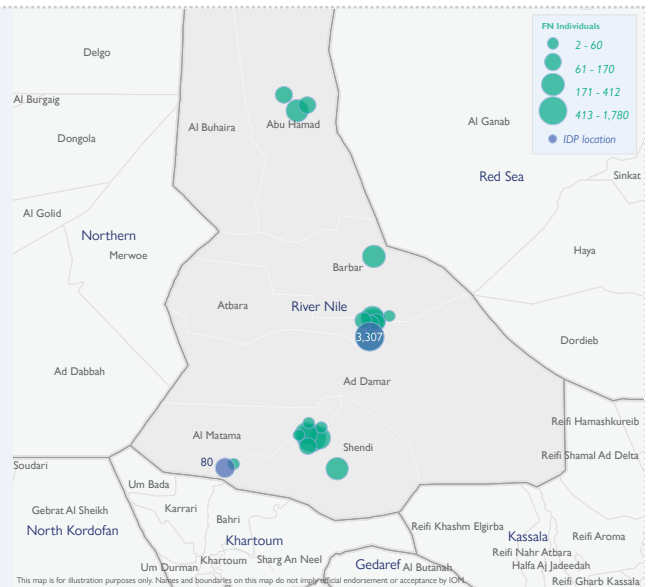 FN Individuals
2 - 60
61 - 170
171 - 412
413 - 1,780
IDP location
Delgo
Al Burgaig
Dongola
Al Buhaira
Abu Hamad
Al Ganab
Red Sea
Sinkat
Al Golid
Northern
Merwoe
Haya
Barbar
Atbara
River Nile
3,307
Dordieb
Ad Dabbah
Ad Damar
Reifi Hamashkureib
Al Matama
Shendi
Reifi Shamal Ad Delta
80
Soudari
Um Bada
Gebrat Al Sheikh
Karrari
Bahri
North Kordofan
Khartoum
Reifi Khashm Elgirba
Kassala
Reifi Aroma
Reifi Nahr Atbara
Um Durman
Khartoum
Sharg An Neel
Gedaref
Al Butanah
Halfa Aj Jadeedah
Reifi Gharb Kassala
This map is for illustration purposes only. Names and boundaries on this map do not imply official endorsement or acceptance by IOM.